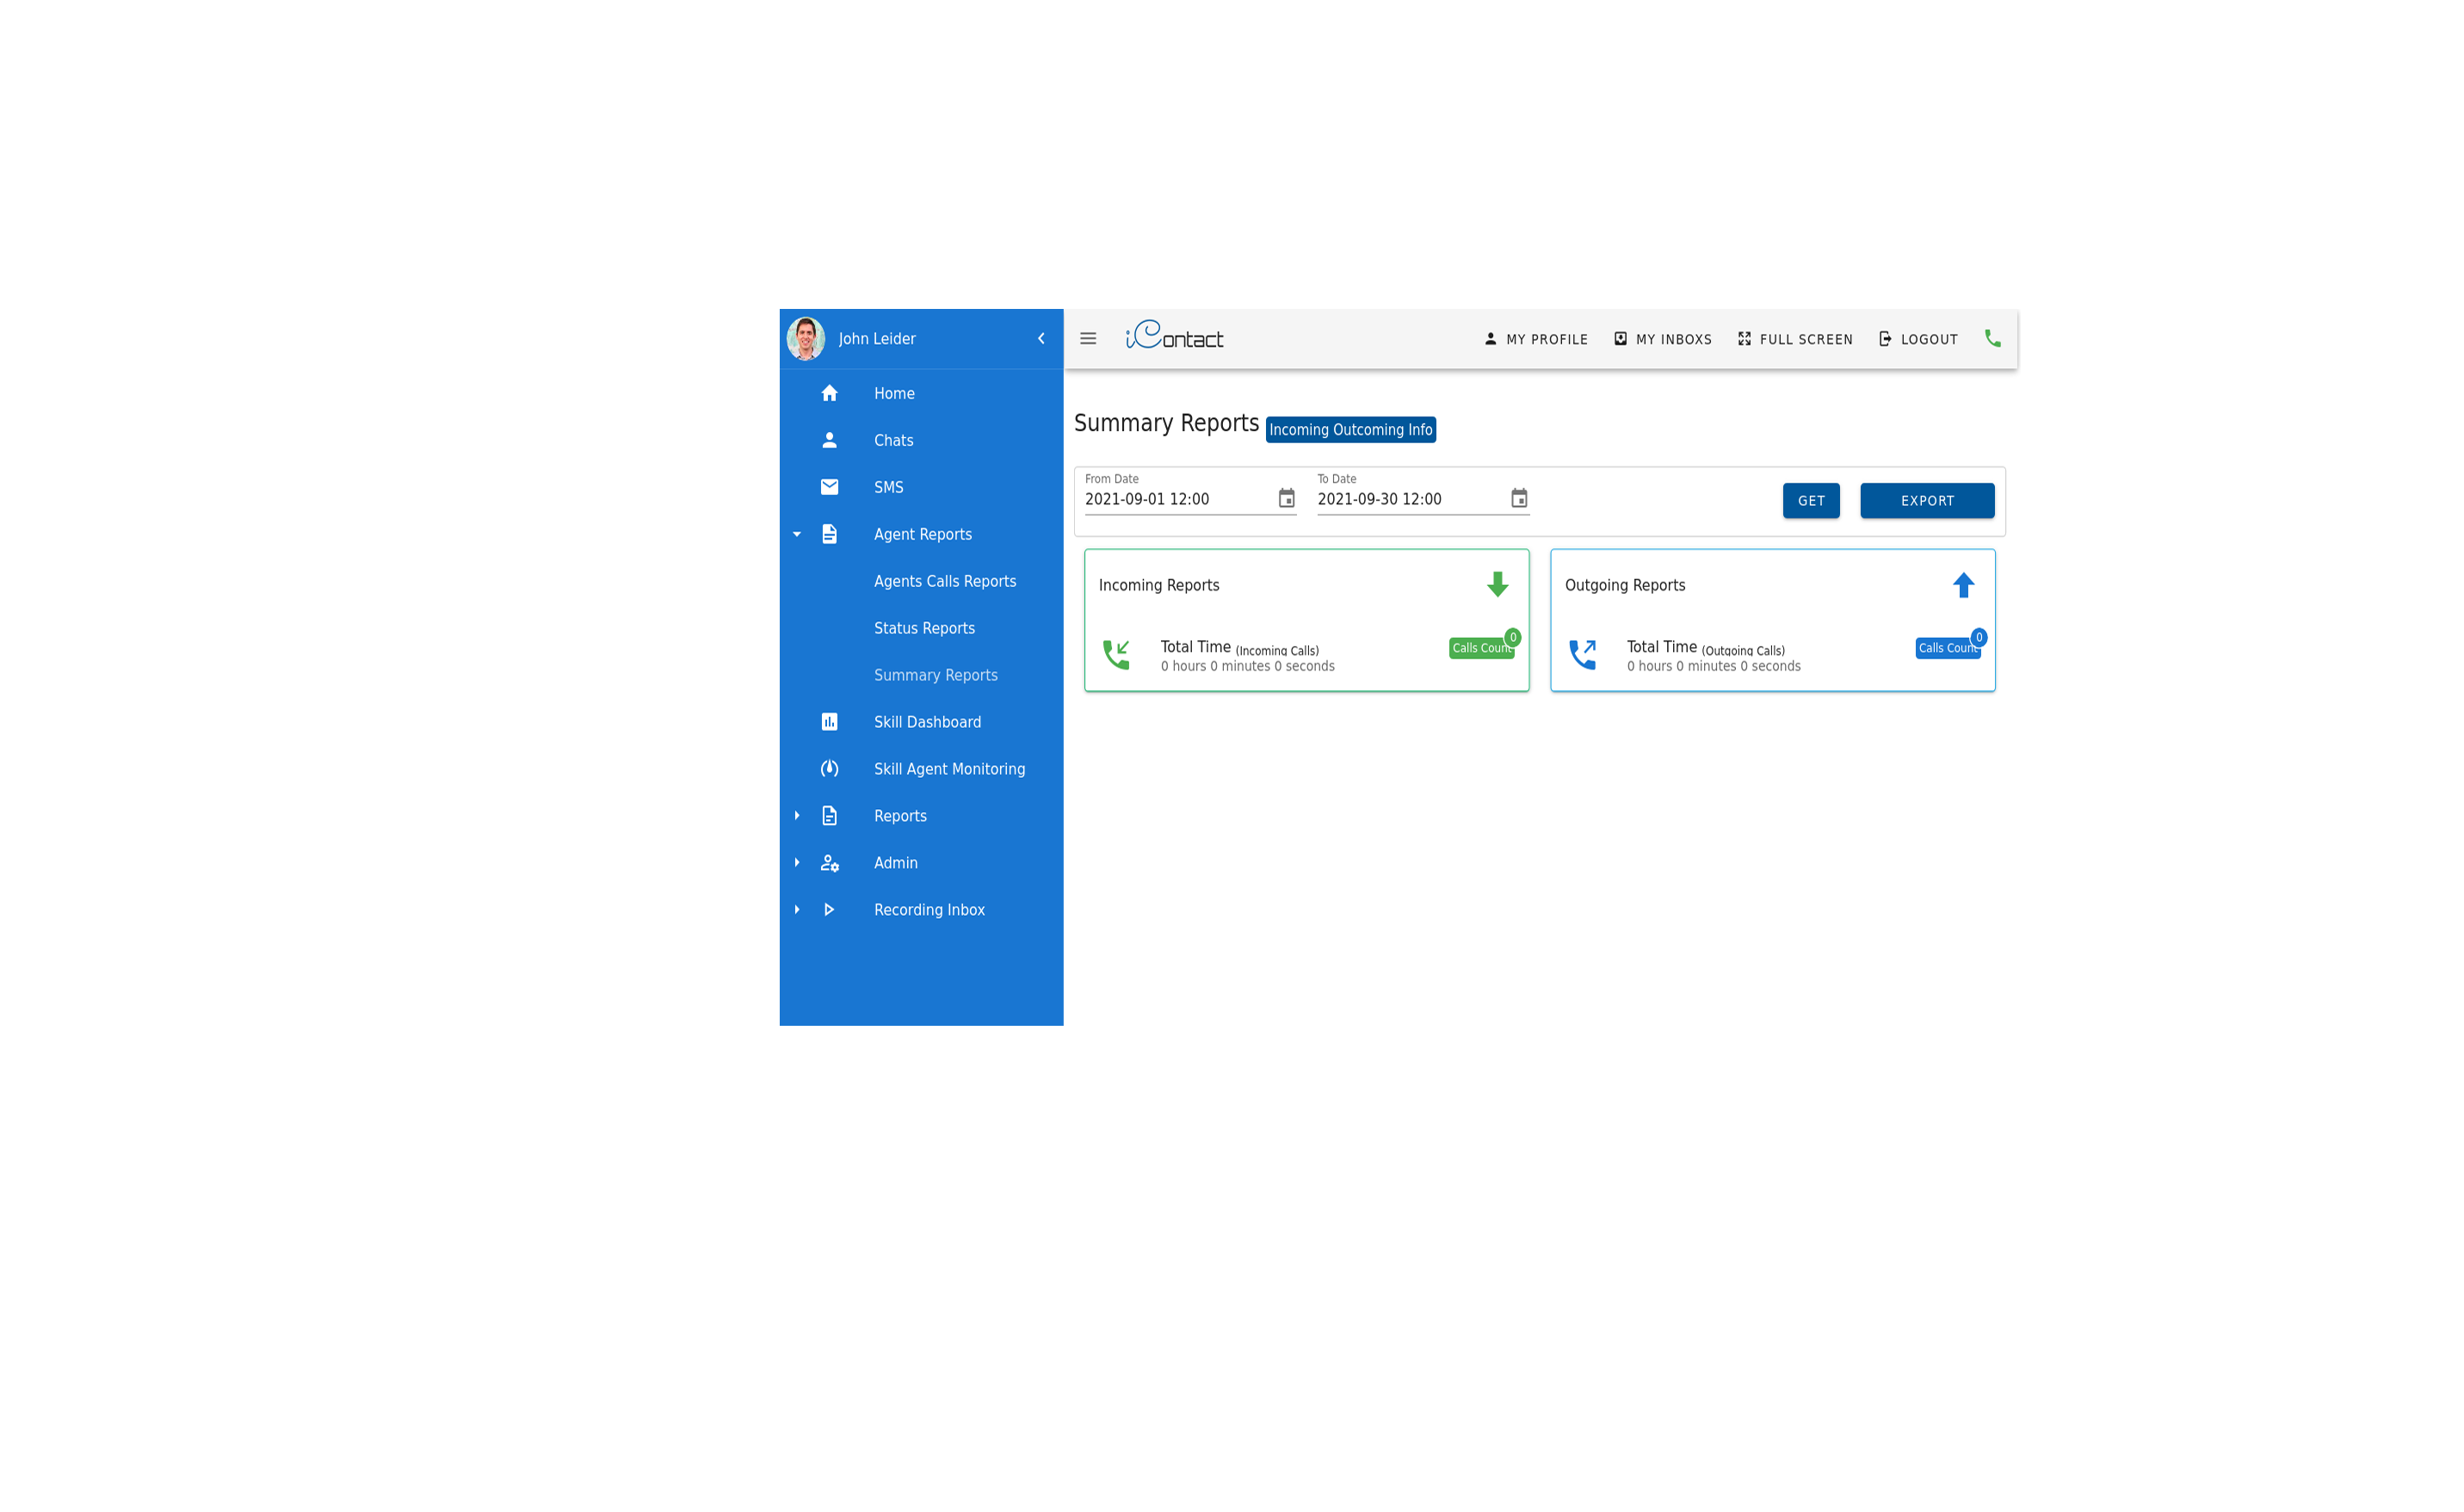 John Leider
iContact
MY PROFILE
MY INBOXS
FULL SCREEN
LOGOUT
Home
Chats
SMS
Agent Reports
Agents Calls Reports
Status Reports
Summary Reports
Skill Dashboard
Skill Agent Monitoring
Reports
Admin
Recording Inbox
Summary Reports Incoming Outcoming Info
From Date
2021-09-01 12:00
To Date
2021-09-30 12:00
GET
EXPORT
Incoming Reports
Total Time (Incoming Calls)
0 hours 0 minutes 0 seconds
Calls Count 0
Outgoing Reports
Total Time (Outgoing Calls)
0 hours 0 minutes 0 seconds
Calls Count 0